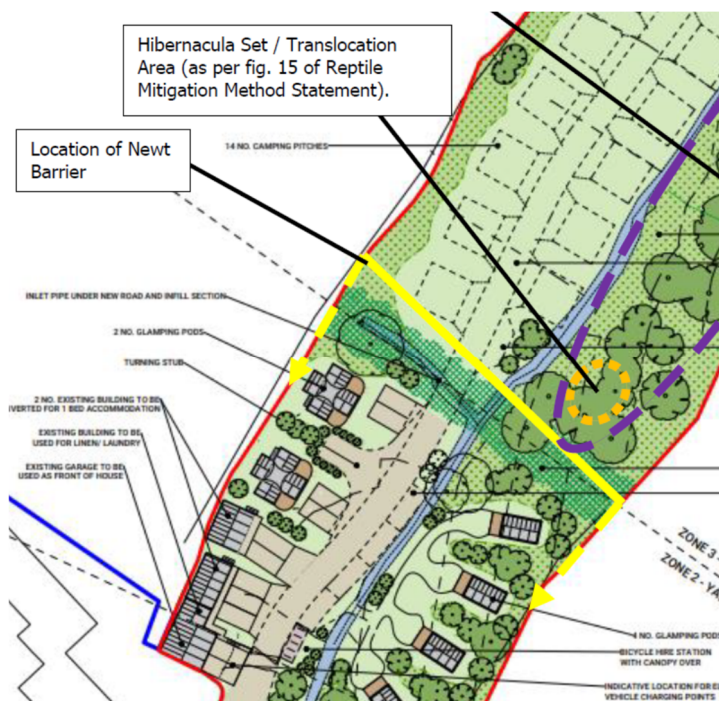 Hibernacula Set / Translocation
Area (as per fig. 15 of Reptile
Mitigation Method Statement).
Location of Newt
Barrier
14 NO. CAMPING PITCHES
INLET PIPE UNDER NEW ROAD AND INFILL SECTION
2 NO. GLAMPING PODS
TURNING STUB
2 NO. EXISTING BUILDING TO BE
VERTED FOR 1 BED ACCOMMODATION
EXISTING BUILDING TO BE
USED FOR LINEN/ LAUNDRY
EXISTING GARAGE TO BE
USED AS FRONT OF HOUSE
ZONE 3 -
ZONE 2 - YA
4 NO. GLAMPING PODS
BICYCLE HIRE STATION
WITH CANOPY OVER
INDICATIVE LOCATION FOR E
VEHICLE CHARGING POINTS